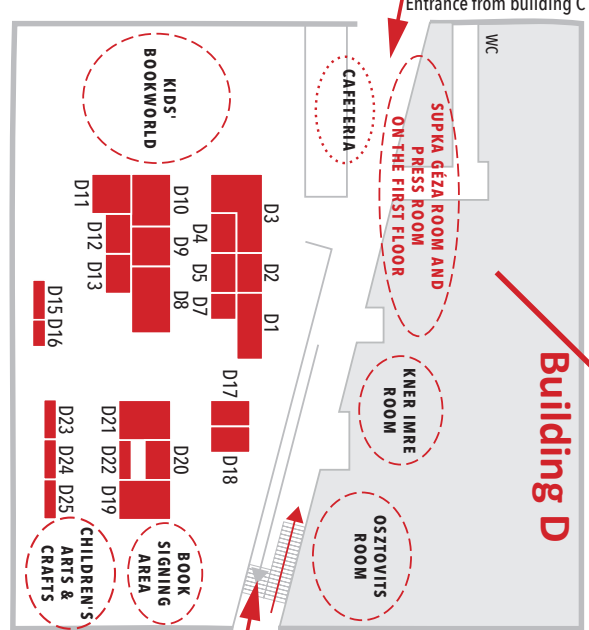 Entrance from building C
WC
KIDS'
BOOKWORLD
CAFETERIA
SUPKA GÉZA ROOM AND
PRESS ROOM
ON THE FIRST FLOOR
D11
D12
D13
D10
D9
D8
D3
D4
D5
D7
D2
D1
D15
D16
D17
D18
D23
D24
D25
D21
D22
D19
D20
KNER IMRE
ROOM
Building D
OSZTOVITS
ROOM
BOOK
SIGNING
AREA
CHILDREN'S
ARTS &
CRAFTS